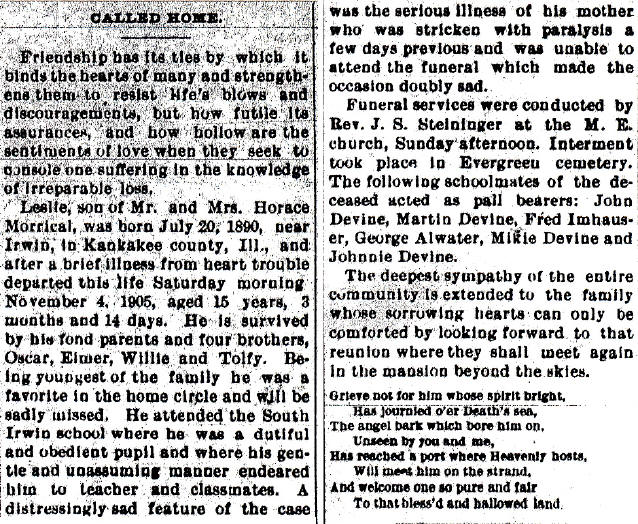 CALLED HOME.
Friendship has its ties by which it
binds the hearts of many and strength-
ens them to resist life's blows and
discouragements, but how futile its
assurances, and how hollow are the
sentiments of love when they seek to
console one suffering in the knowledge
of irreparable loss.
Leslie, son of Mr. and Mrs. Horace
Morrical, was born July 20, 1890, near
Irwin, in Kankakee county, Ill., and
after a brief illness from heart trouble
departed this life Saturday morning
November 4, 1905, aged 15 years, 3
months and 14 days. He is survived
by his fond parents and four brothers,
Oscar, Elmer, Willie and Tolfy. Be-
ing youngest of the family he was a
favorite in the home circle and will be
sadly missed. He attended the South
Irwin school where he was a dutiful
and obedient pupil and where his gen-
tle and unassuming manner endeared
him to teacher and classmates. A
distressingly sad feature of the case
was the serious illness of his mother
who was stricken with paralysis a
few days previous and was unable to
attend the funeral which made the
occasion doubly sad.
Funeral services were conducted by
Rev. J. S. Steininger at the M. E.
church, Sunday afternoon. Interment
took place in Evergreen cemetery.
The following schoolmates of the de-
ceased acted as pall bearers: John
Devine, Martin Devine, Fred Imhaus-
er, George Alwater, Mikie Devine and
Johnnie Devine.
The deepest sympathy of the entire
community is extended to the family
whose sorrowing hearts can only be
comforted by looking forward to that
reunion where they shall meet again
in the mansion beyond the skies.
Grieve not for him whose spirit bright,
Has journied o'er Death's sea,
The angel bark which bore him on,
Unseen by you and me,
Has reached a port where Heavenly hosts,
Will meet him on the strand,
And welcome one so pure and fair
To that bless'd and hallowed land.